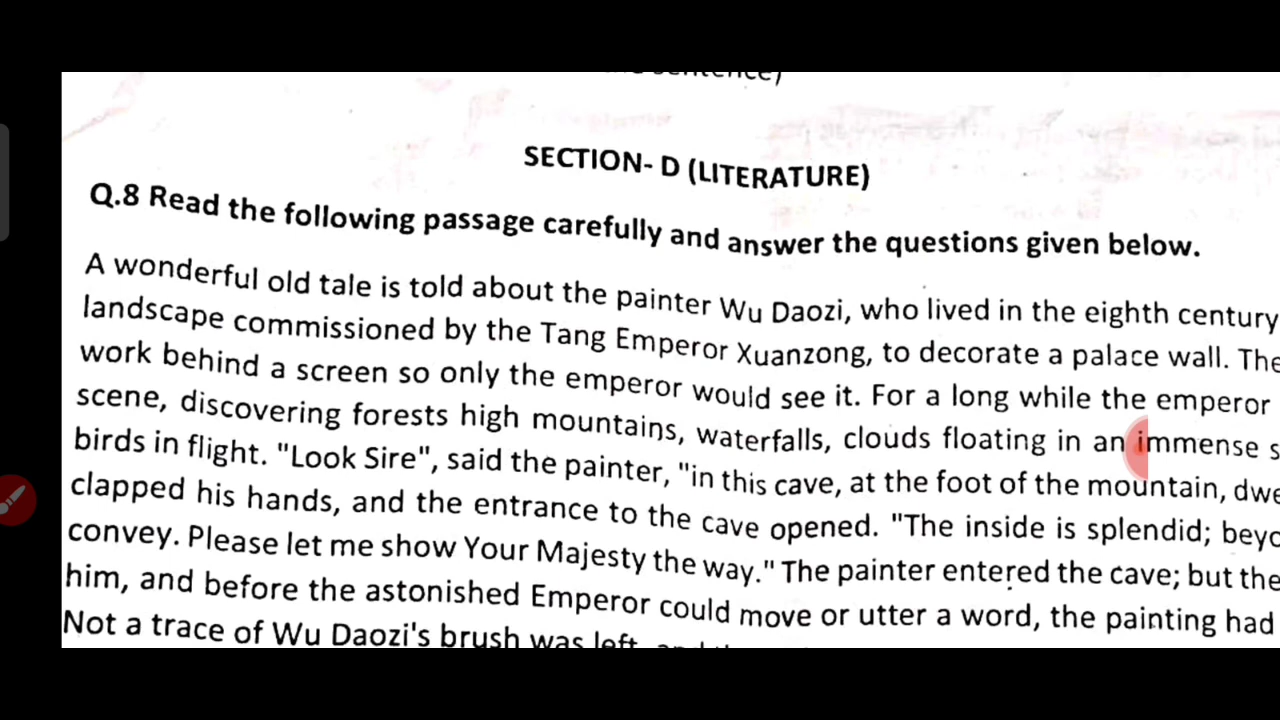 sentence)
SECTION- D (LITERATURE)
Q.8 Read the following passage carefully and answer the questions given below.
A wonderful old tale is told about the painter Wu Daozi, who lived in the eighth century
landscape commissioned by the Tang Emperor Xuanzong, to decorate a palace wall. The
work behind a screen so only the emperor would see it. For a long while the emperor
scene, discovering forests high mountains, waterfalls, clouds floating in an immense
birds in flight. "Look Sire", said the painter, "in this cave, at the foot of the mountain,
clapped his hands, and the entrance to the cave opened. "The inside is splendid;
convey. Please let me show Your Majesty the way." The painter entered the cave; but the
him, and before the astonished Emperor could move or utter a word, the painting had
Not a trace of Wu Daozi's brush was left,